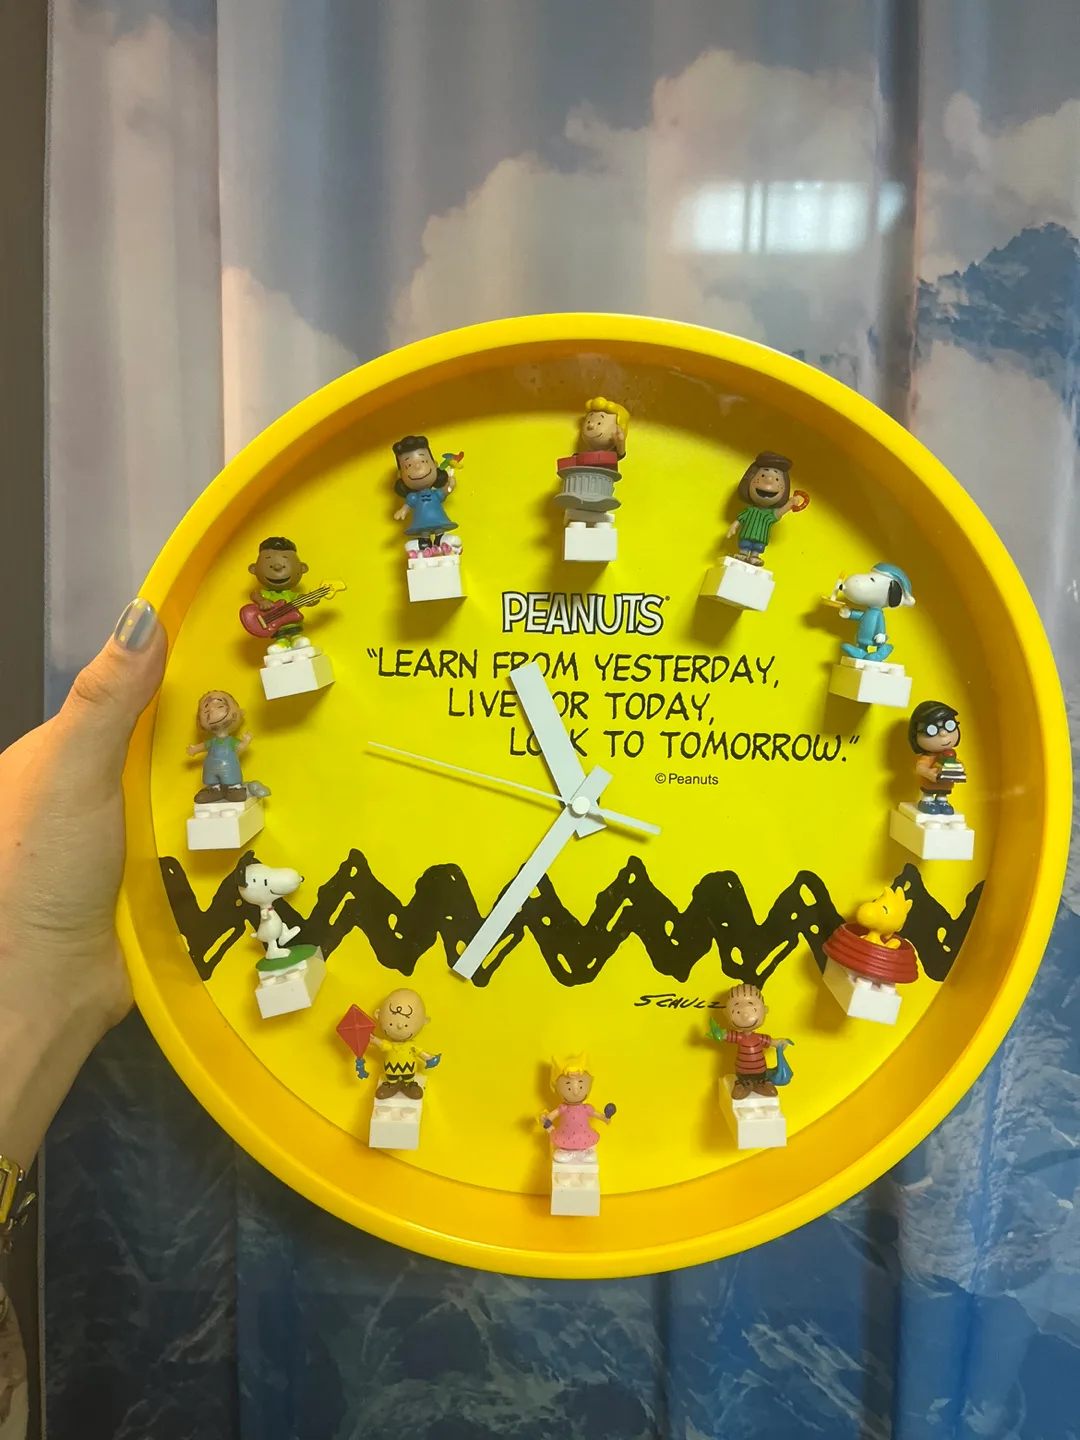 PEANUTS®
"LEARN FROM YESTERDAY,
LIVE FOR TODAY,
LOOK TO TOMORROW."
©Peanuts
SCHULZ